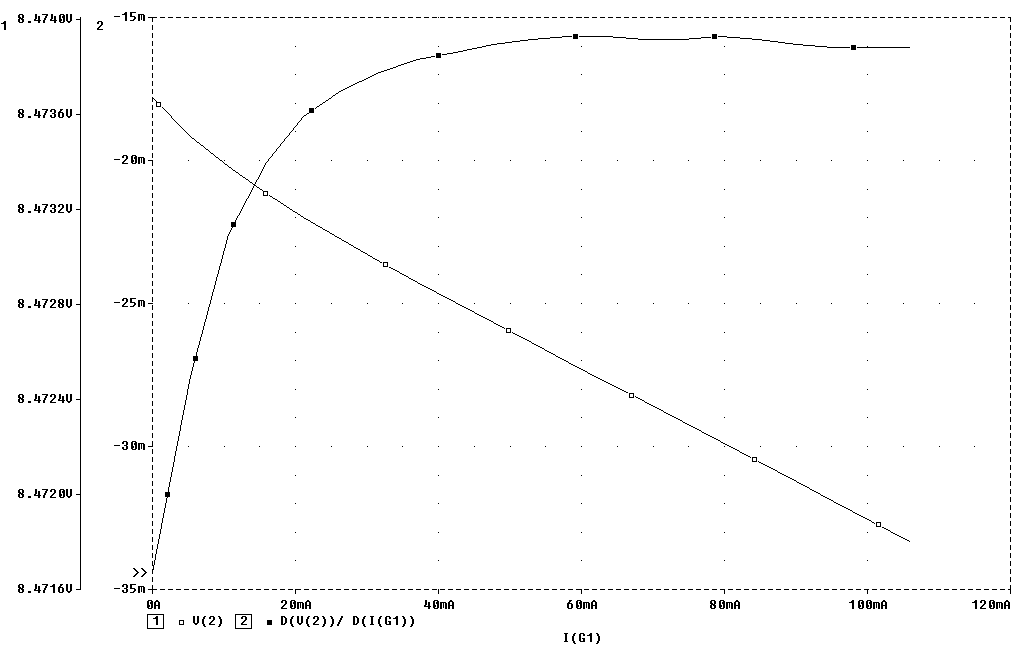 1 8.4740V 2 -15m
8.4736V
-20m
8.4732V
-25m
8.4728V
8.4724V
-30m
8.4720V
>>
8.4716V -35m
0A 20mA 40mA 60mA 80mA 100mA 120mA
1 V(2) 2 D(V(2))/ D(I(G1))
I(G1)